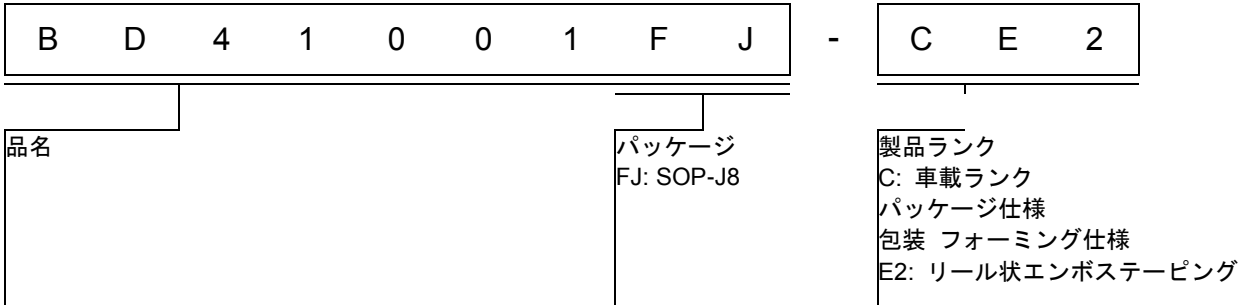 B D 4 1 0 0 1 F J - C E 2
品名
パッケージ
FJ: SOP-J8
製品ランク
C: 車載ランク
パッケージ仕様
包装 フォーミング仕様
E2: リール状エンボステーピング